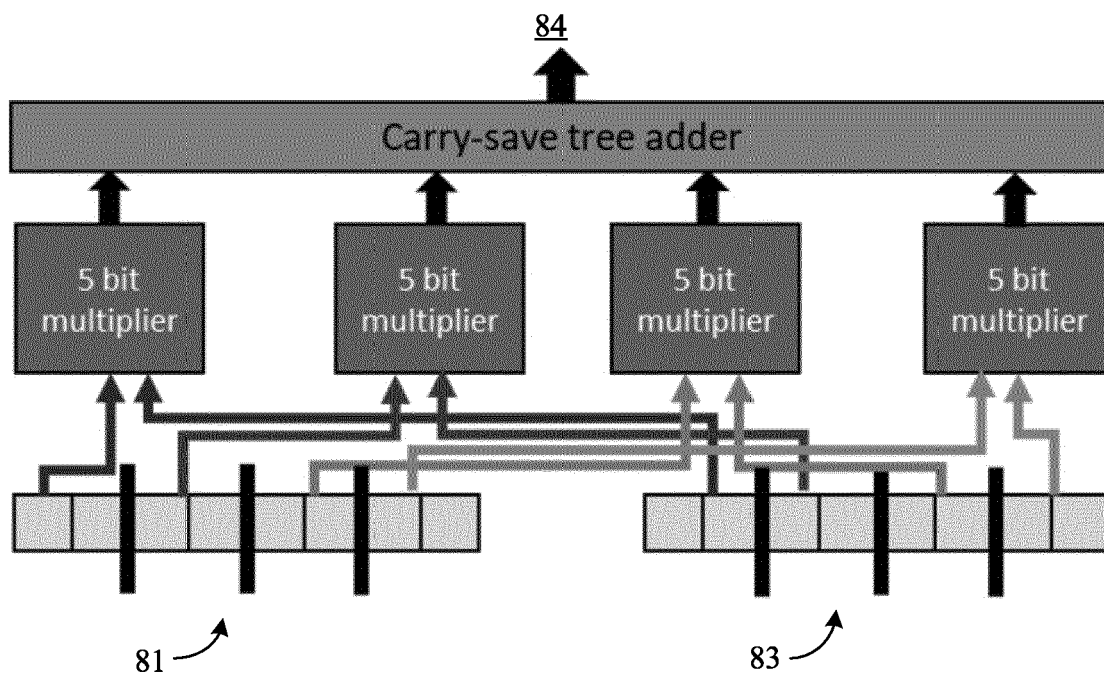 84
Carry-save tree adder
5 bit
multiplier
5 bit
multiplier
5 bit
multiplier
5 bit
multiplier
81
83